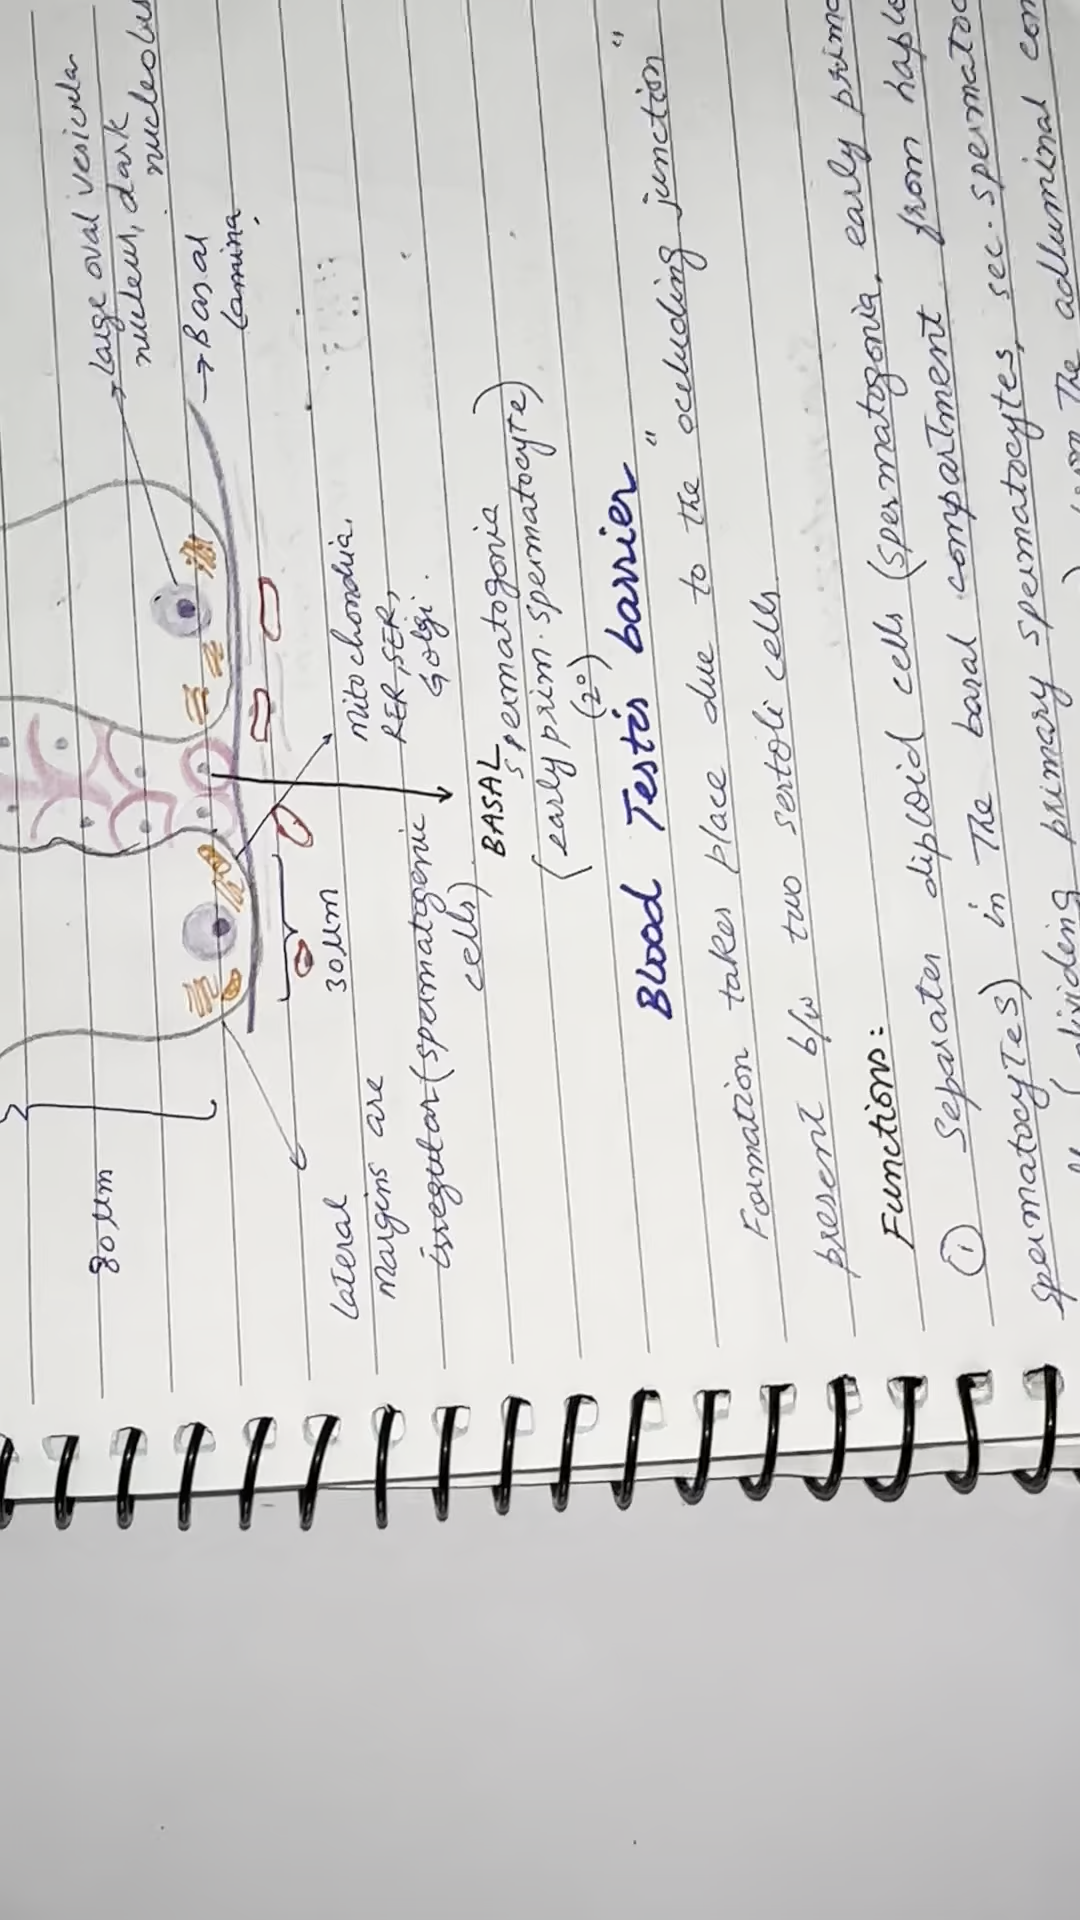 Large oval vesicular
nucleus, dark
nucleolus
Basal
lamina.
80 µm
Mitochondria,
RER, SER,
Golgi.
30 µm
lateral
margins are
irregular (spermatogenic
cells)
BASAL
spermatogonia
(early prim. spermatocyte)
(2°)
Blood Testis barrier
Formation takes place due to the "occluding junction"
present b/w two sertoli cells.
Functions:
① Separates diploid cells (spermatogonia, early prim
spermatocytes) in The basal compartment from haplo
(dividing primary spermatocytes, sec. spermatoc
The adluminal com